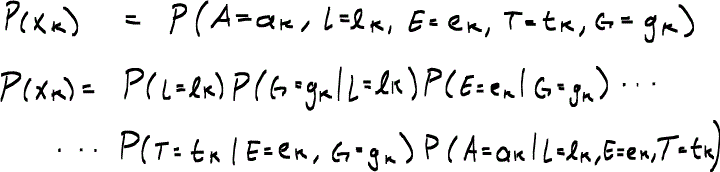 P(xₖ) = P(A=aₖ, L=lₖ, E=eₖ, T=tₖ, G=gₖ)
P(xₖ) = P(L=lₖ) P(G=gₖ|L=lₖ) P(E=eₖ|G=gₖ) ...
... P(T=tₖ|E=eₖ, G=gₖ) P(A=aₖ|L=lₖ, E=eₖ, T=tₖ)